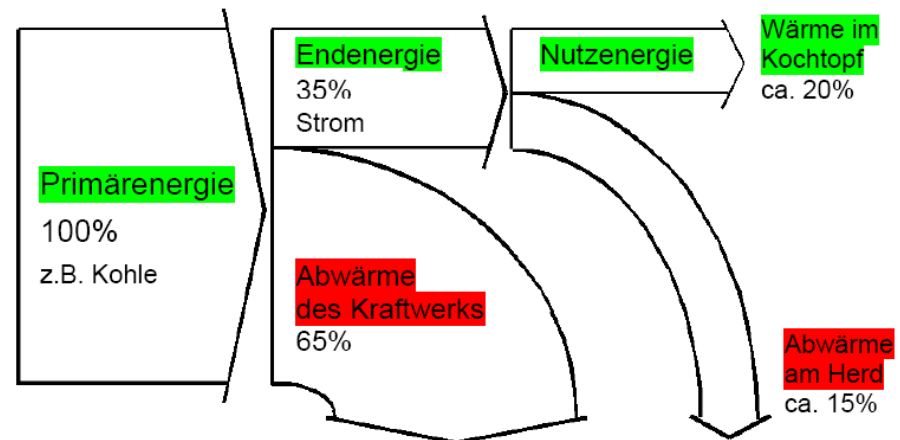 Primärenergie
100%
z.B. Kohle
Endenergie
35%
Strom
Abwärme
des Kraftwerks
65%
Nutzenergie
Wärme im
Kochtopf
ca. 20%
Abwärme
am Herd
ca. 15%